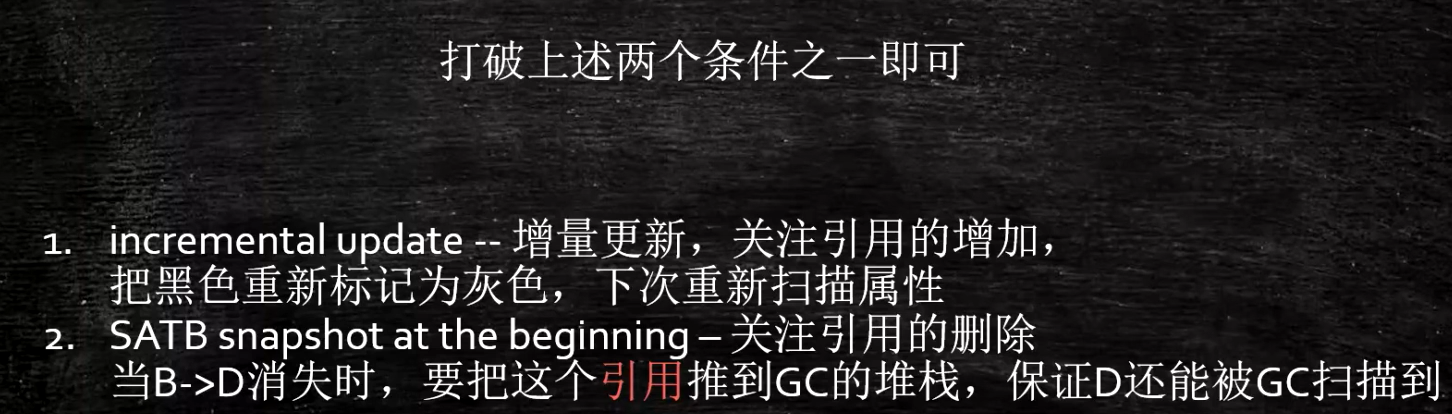 打破上述两个条件之一即可
1. incremental update -- 增量更新，关注引用的增加，
把黑色重新标记为灰色，下次重新扫描属性
2. SATB snapshot at the beginning – 关注引用的删除
当B->D消失时，要把这个引用推到GC的堆栈，保证D还能被GC扫描到